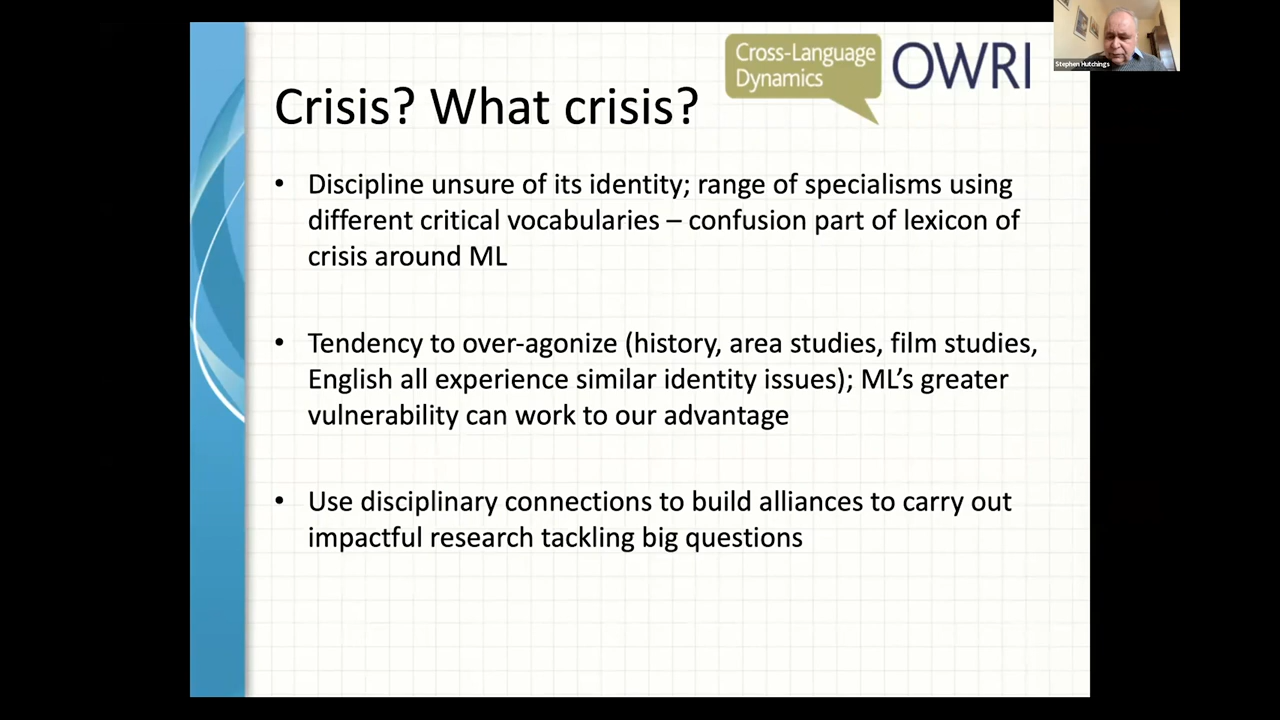 Cross-Language
Dynamics
OWRI
Stephen Hutchings
Crisis? What crisis?
• Discipline unsure of its identity; range of specialisms using
different critical vocabularies – confusion part of lexicon of
crisis around ML
• Tendency to over-agonize (history, area studies, film studies,
English all experience similar identity issues); ML’s greater
vulnerability can work to our advantage
• Use disciplinary connections to build alliances to carry out
impactful research tackling big questions